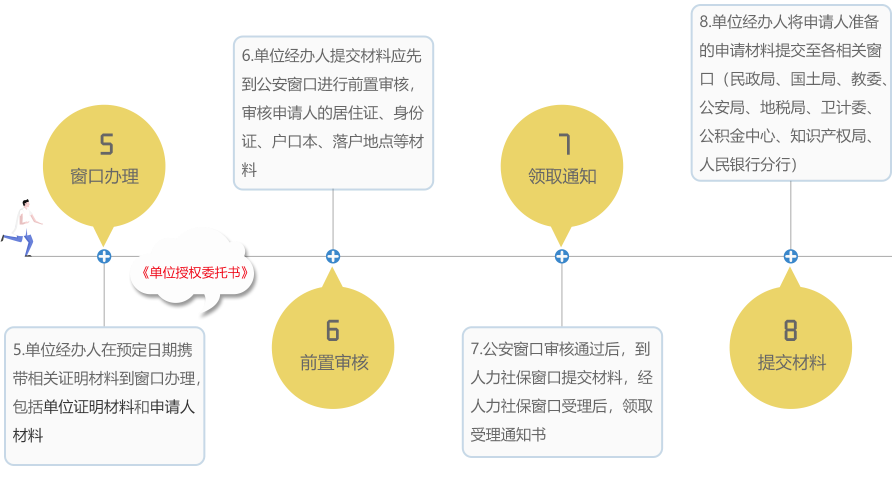 5
窗口办理
5.单位经办人在预定日期携
带相关证明材料到窗口办理，
包括单位证明材料和申请人
材料
《单位授权委托书》
6.单位经办人提交材料应先
到公安窗口进行前置审核，
审核申请人的居住证、身份
证、户口本、落户地点等材
料
6
前置审核
7
领取通知
7.公安窗口审核通过后，到
人力社保窗口提交材料，经
人力社保窗口受理后，领取
受理通知书
8.单位经办人将申请人准备
的申请材料提交至各相关窗
口（民政局、国土局、教委、
公安局、地税局、卫计委、
公积金中心、知识产权局、
人民银行分行）
8
提交材料